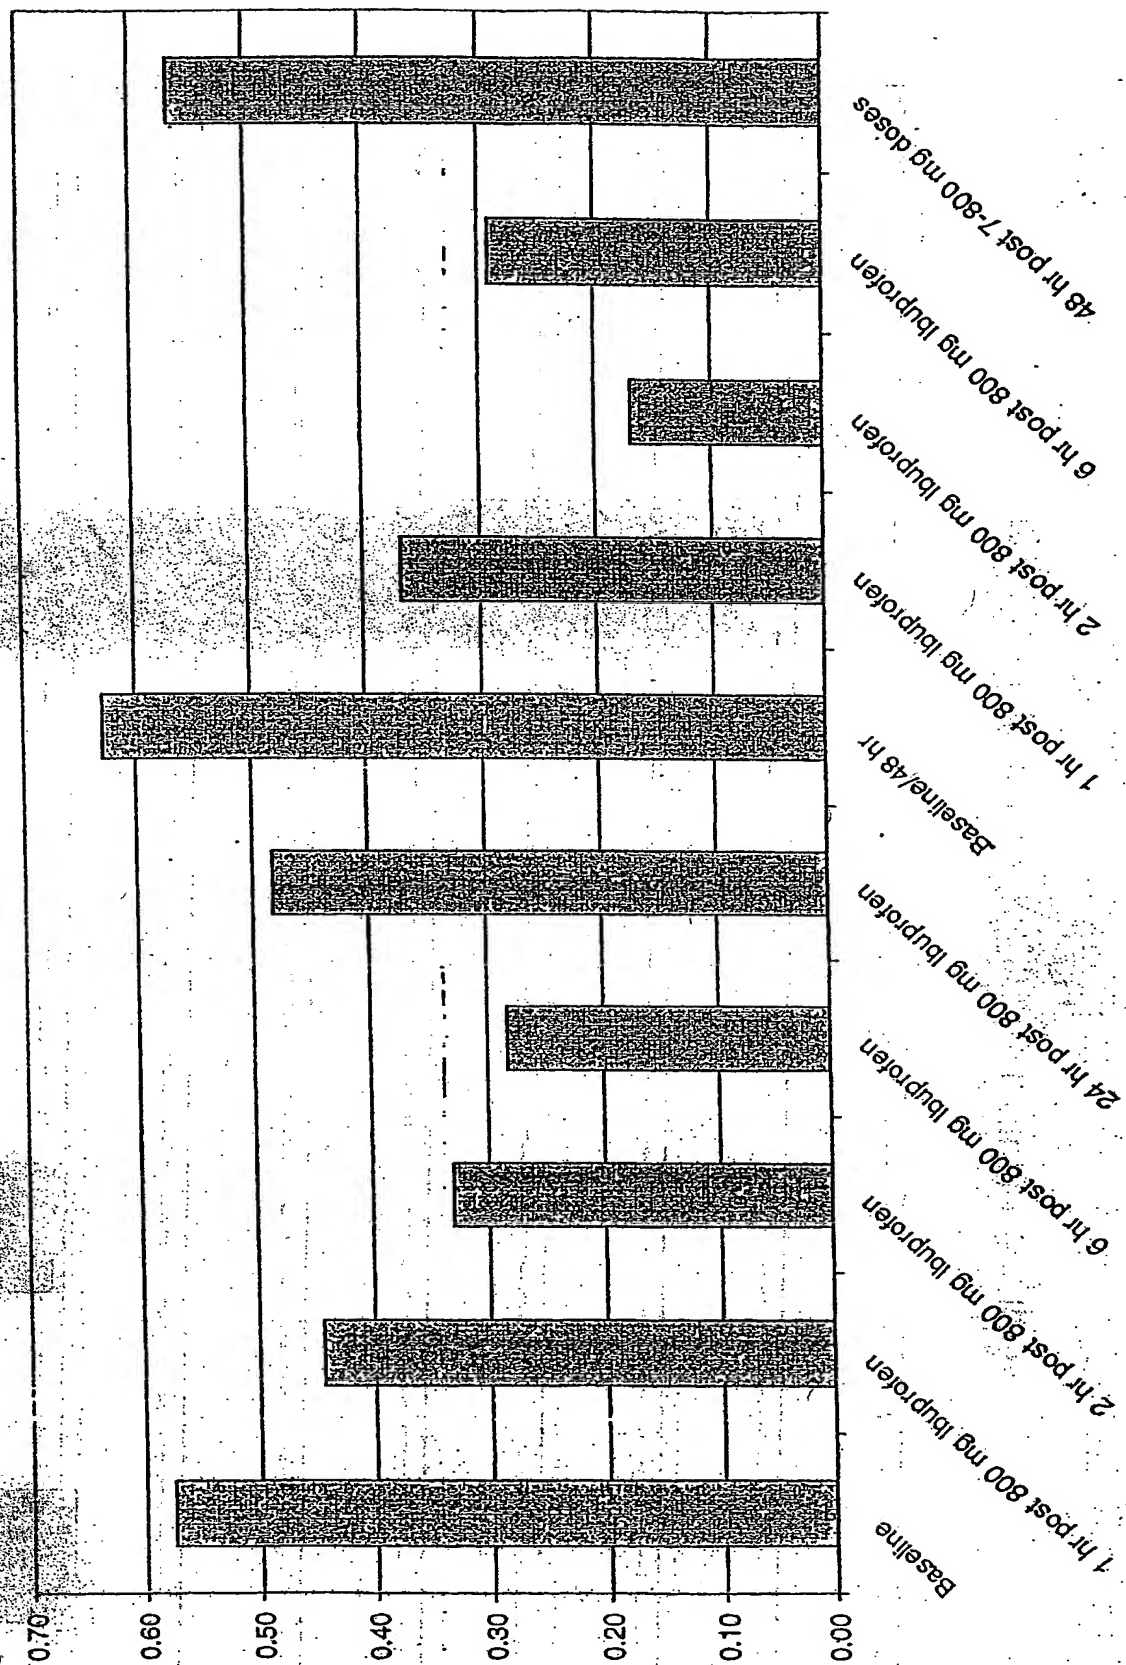 0.70
0.60
0.50
0.40
0.30
0.20
0.10
0.00
Baseline
1 hr post 800 mg Ibuprofen
2 hr post 800 mg Ibuprofen
6 hr post 800 mg Ibuprofen
24 hr post 800 mg Ibuprofen
Baseline/48 hr
1 hr post 800 mg Ibuprofen
2 hr post 800 mg Ibuprofen
6 hr post 800 mg Ibuprofen
48 hr post 7-800 mg doses